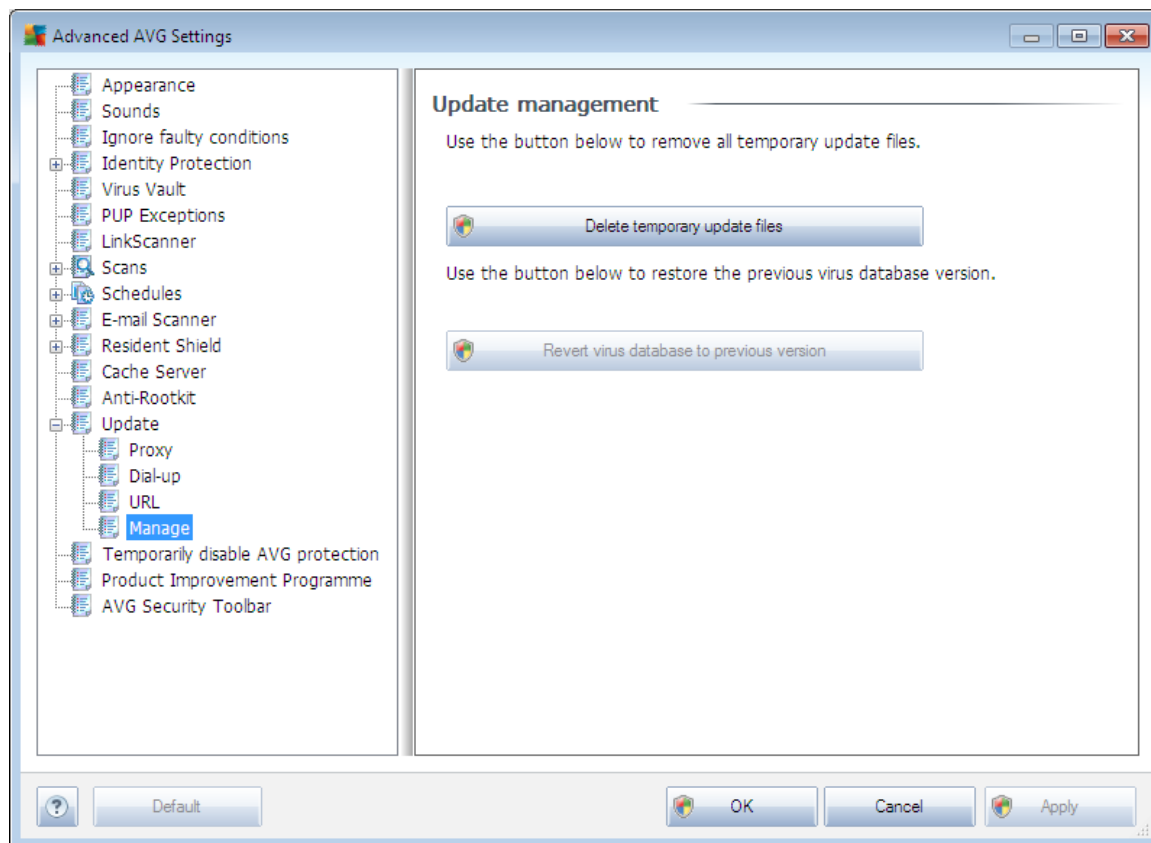 Advanced AVG Settings
Appearance
Sounds
Ignore faulty conditions
Identity Protection
Virus Vault
PUP Exceptions
LinkScanner
Scans
Schedules
E-mail Scanner
Resident Shield
Cache Server
Anti-Rootkit
Update
Proxy
Dial-up
URL
Manage
Temporarily disable AVG protection
Product Improvement Programme
AVG Security Toolbar
Update management
Use the button below to remove all temporary update files.
Delete temporary update files
Use the button below to restore the previous virus database version.
Revert virus database to previous version
?
Default
OK
Cancel
Apply